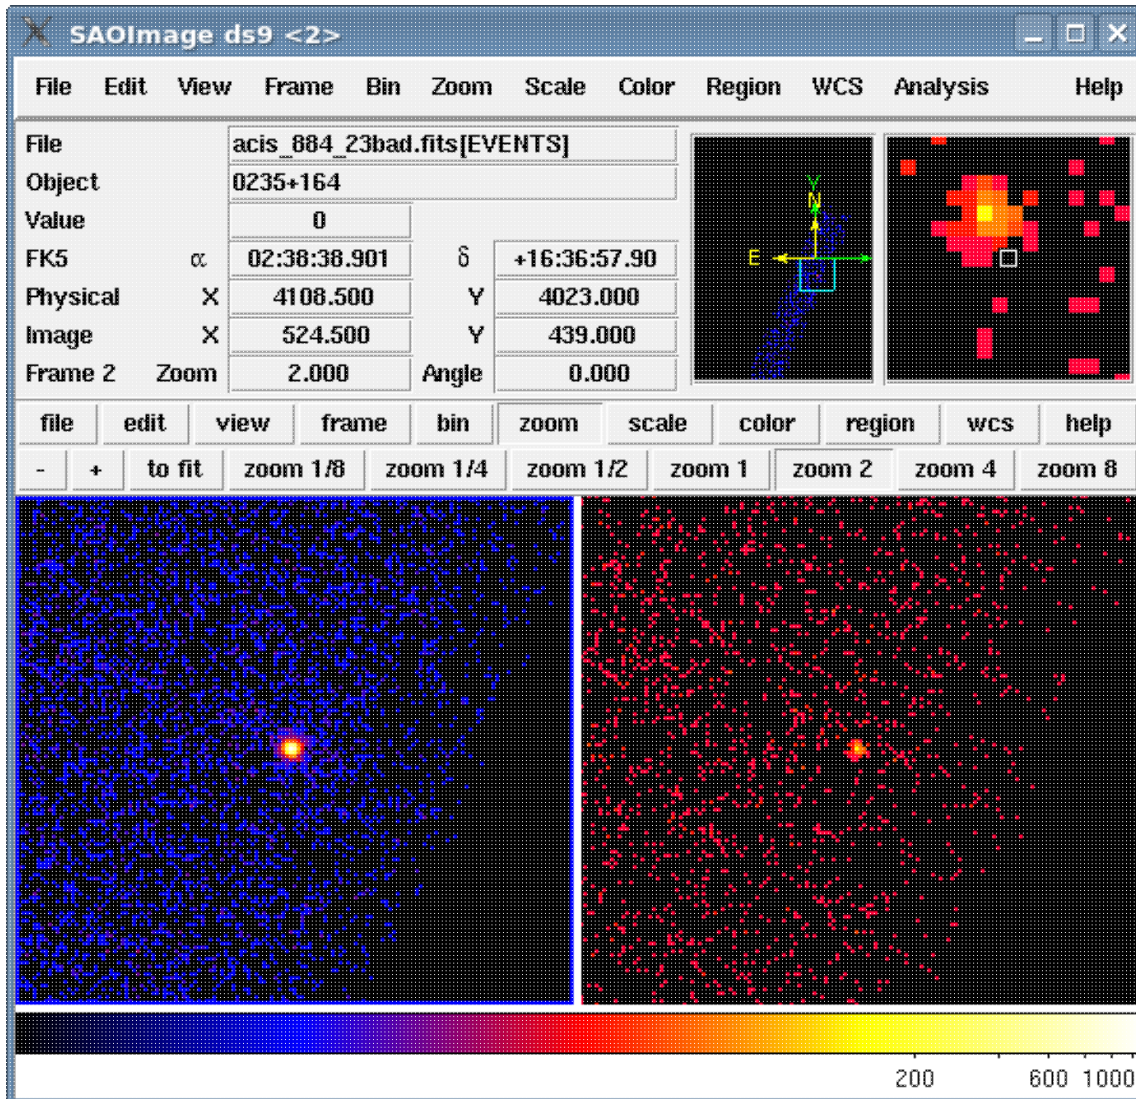 SAOImage ds9 <2>
File Edit View Frame Bin Zoom Scale Color Region WCS Analysis Help
File acis_884_23bad.fits[EVENTS]
Object 0235+164
Value 0
FK5 α 02:38:38.901 δ +16:36:57.90
Physical X 4108.500 Y 4023.000
Image X 524.500 Y 439.000
Frame 2 Zoom 2.000 Angle 0.000
Y
N
E
file edit view frame bin zoom scale color region wcs help
- + to fit zoom 1/8 zoom 1/4 zoom 1/2 zoom 1 zoom 2 zoom 4 zoom 8
200 600 1000